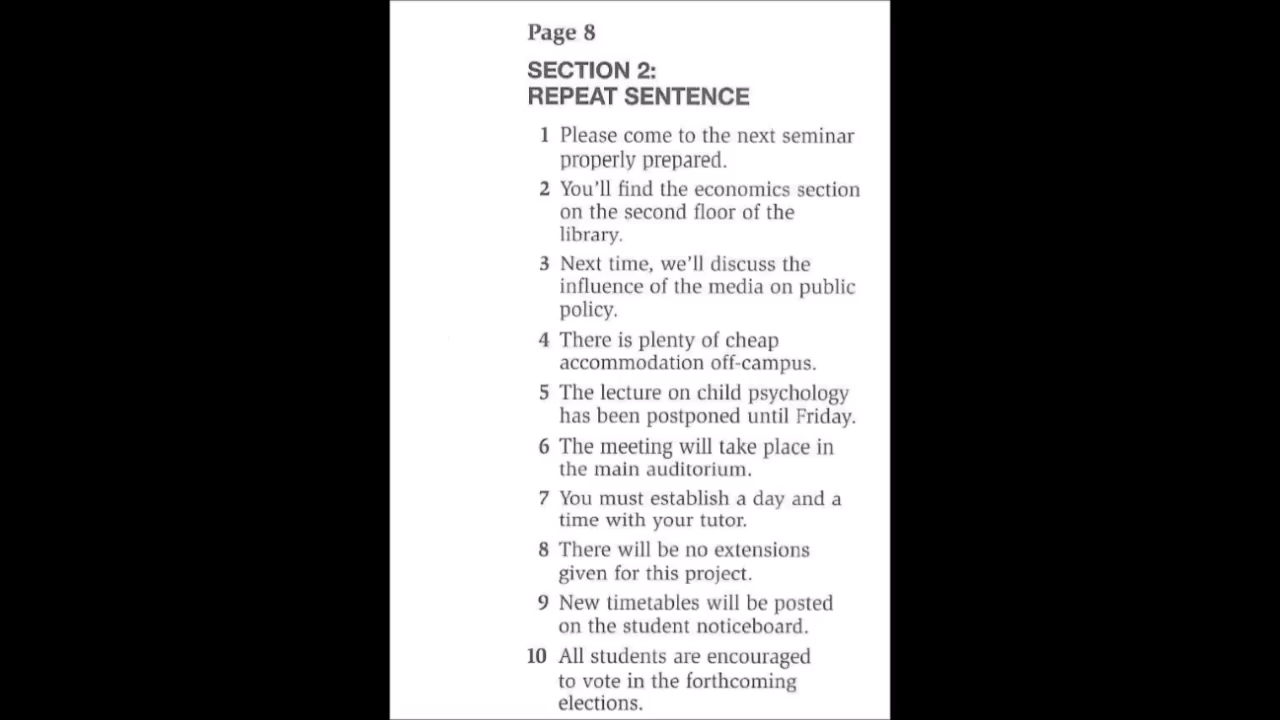 Page 8
SECTION 2:
REPEAT SENTENCE
1 Please come to the next seminar
properly prepared.
2 You'll find the economics section
on the second floor of the
library.
3 Next time, we'll discuss the
influence of the media on public
policy.
4 There is plenty of cheap
accommodation off-campus.
5 The lecture on child psychology
has been postponed until Friday.
6 The meeting will take place in
the main auditorium.
7 You must establish a day and a
time with your tutor.
8 There will be no extensions
given for this project.
9 New timetables will be posted
on the student noticeboard.
10 All students are encouraged
to vote in the forthcoming
elections.